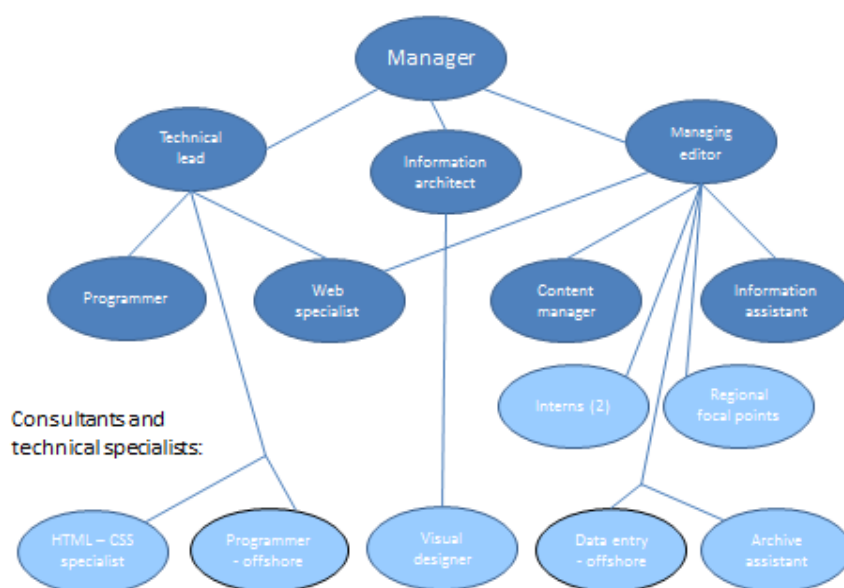 Manager
Technical
lead
Information
architect
Managing
editor
Programmer
Web
specialist
Content
manager
Information
assistant
Interns (2)
Regional
focal points
Consultants and
technical specialists:
HTML – CSS
specialist
Programmer
- offshore
Visual
designer
Data entry
- offshore
Archive
assistant